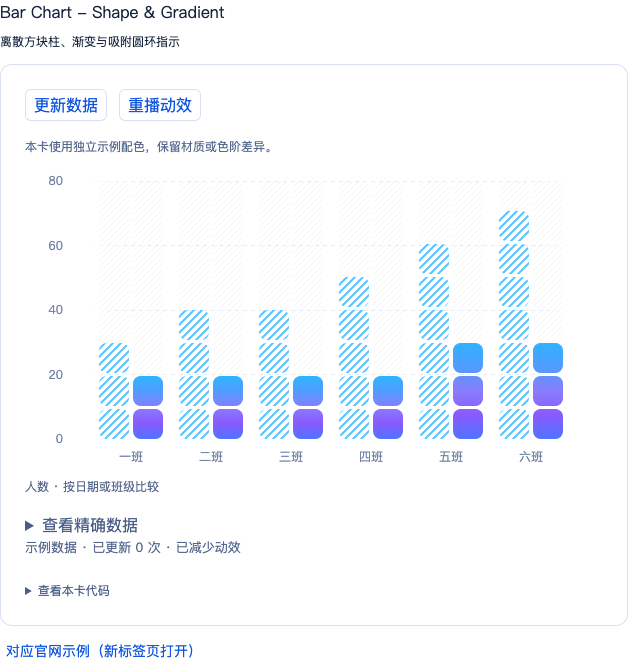 Bar Chart – Shape & Gradient
离散方块柱、渐变与吸附圆环指示
更新数据 重播动效
本卡使用独立示例配色，保留材质或色阶差异。
80
60
40
20
0
一班 二班 三班 四班 五班 六班
人数 · 按日期或班级比较
▶ 查看精确数据
示例数据 · 已更新 0 次 · 已减少动效
▶ 查看本卡代码
对应官网示例（新标签页打开）